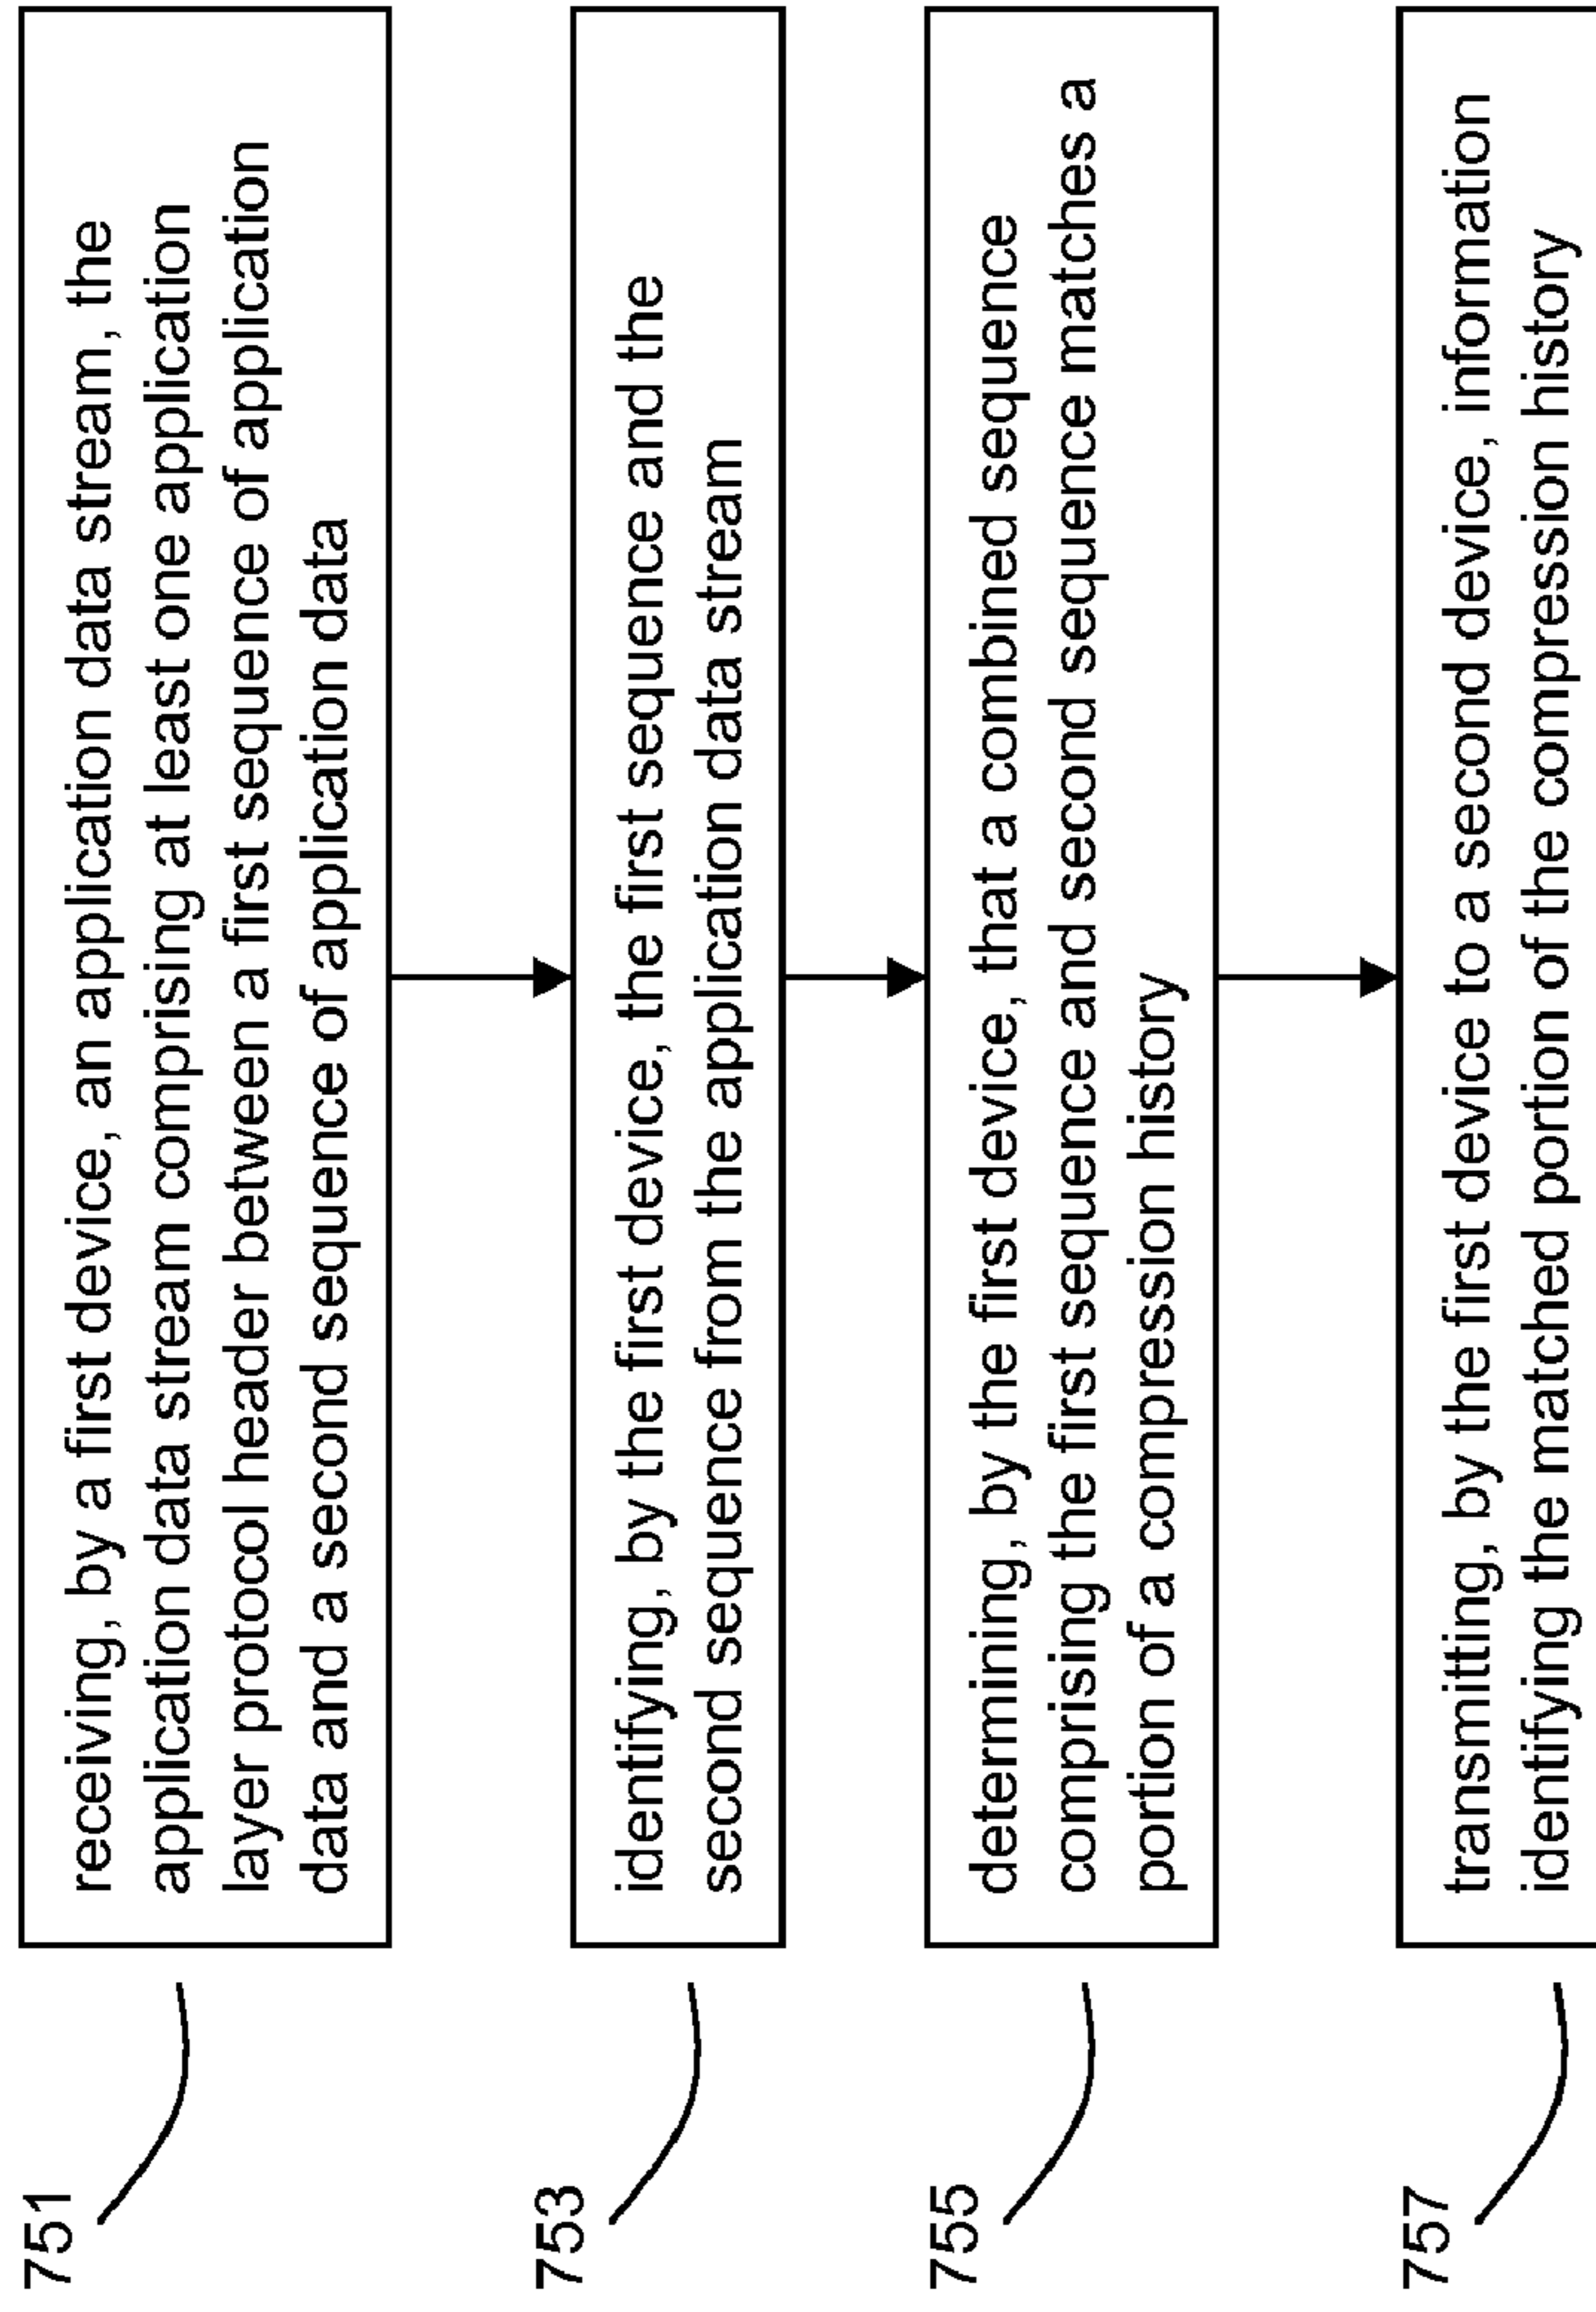 751
receiving, by a first device, an application data stream, the
application data stream comprising at least one application
layer protocol header between a first sequence of application
data and a second sequence of application data
753
identifying, by the first device, the first sequence and the
second sequence from the application data stream
755
determining, by the first device, that a combined sequence
comprising the first sequence and second sequence matches a
portion of a compression history
757
transmitting, by the first device to a second device, information
identifying the matched portion of the compression history